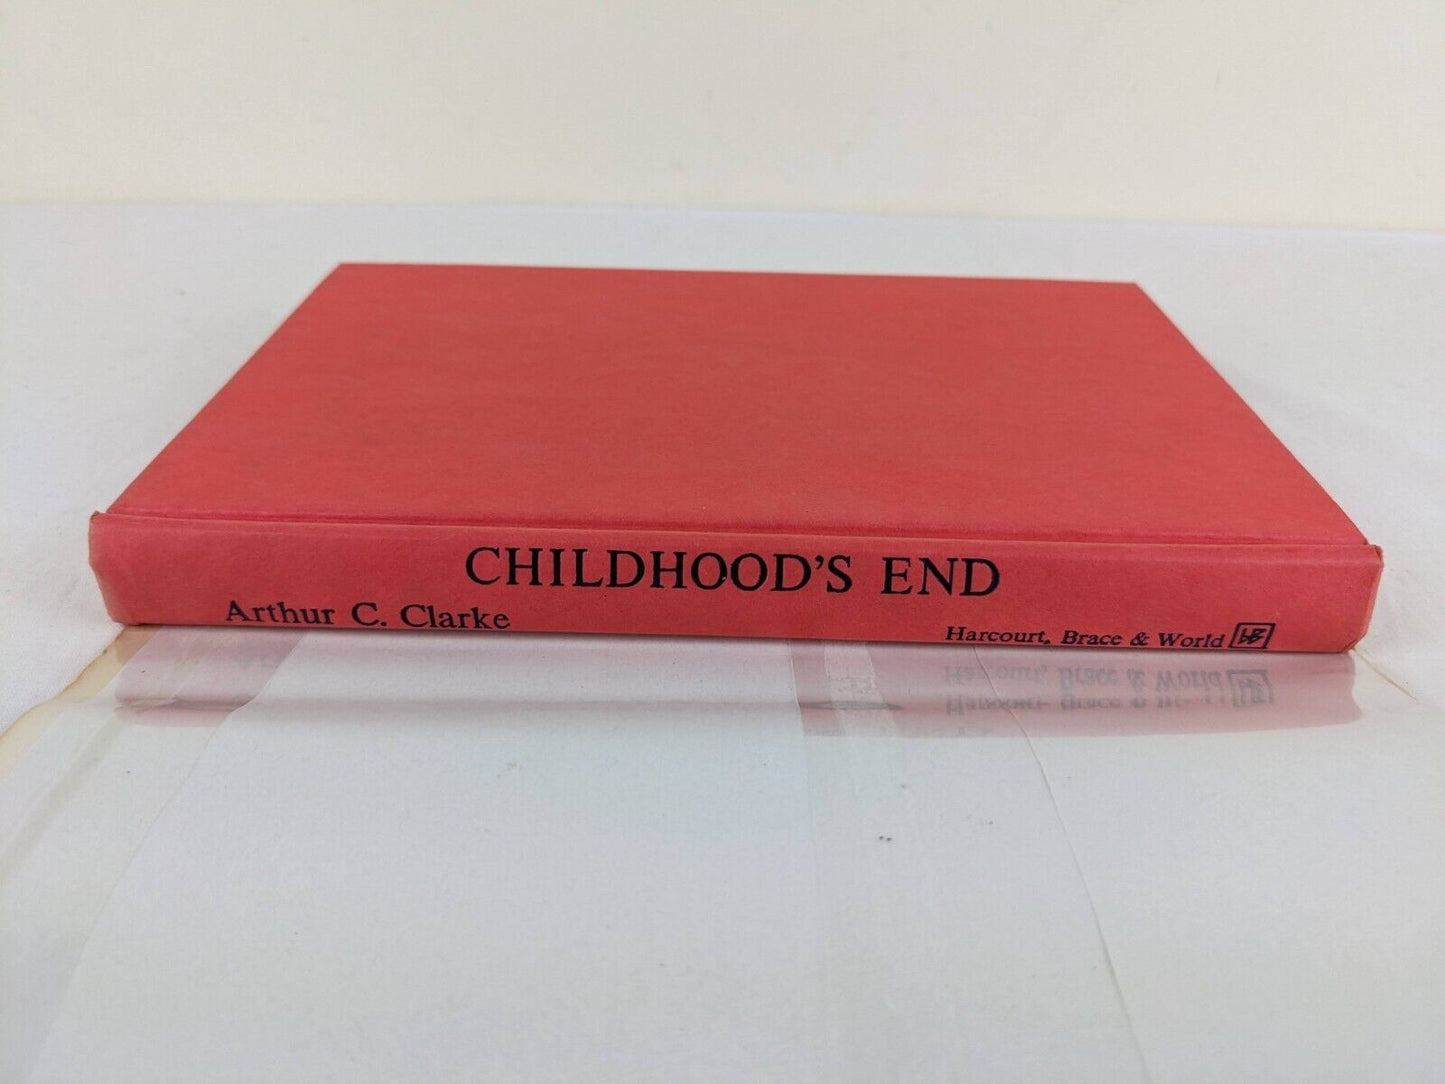 CHILDHOOD'S END
Arthur C. Clarke
Harcourt, Brace & World